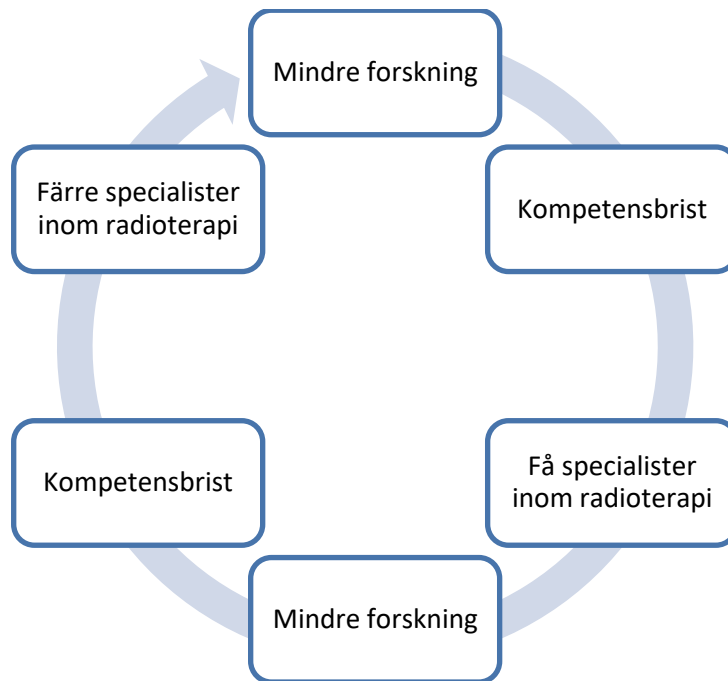 Mindre forskning
Kompetensbrist
Få specialister
inom radioterapi
Mindre forskning
Kompetensbrist
Färre specialister
inom radioterapi